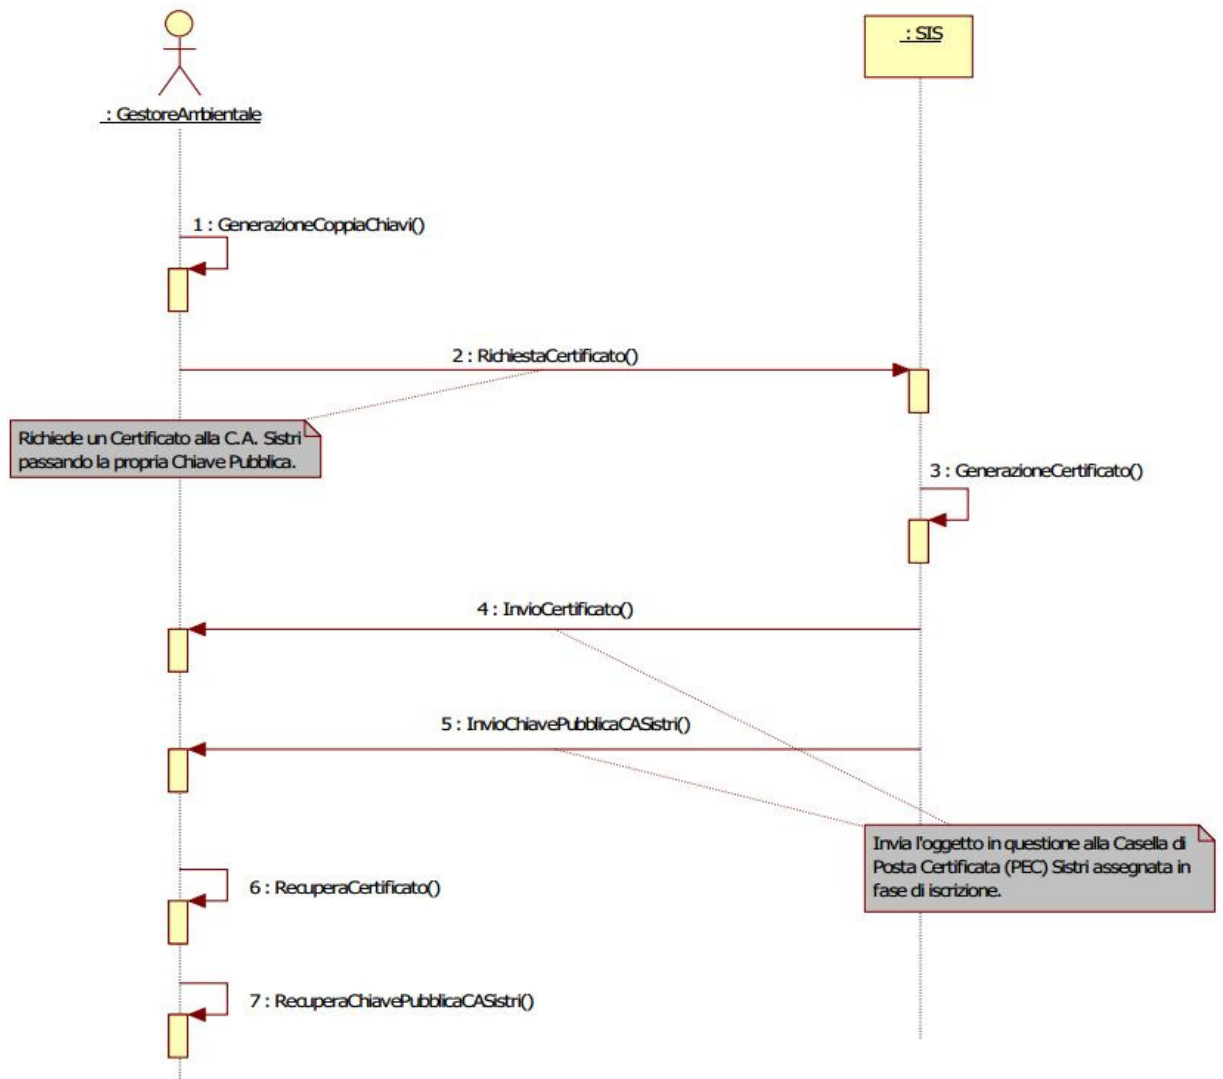 : SIS
: GestoreAmbientale
1 : GenerazioneCoppiaChiavi()
2 : RichiestaCertificato()
Richiede un Certificato alla C.A. Sistri
passando la propria Chiave Pubblica.
3 : GenerazioneCertificato()
4 : InvioCertificato()
5 : InvioChiavePubblicaCASistri()
Invia l'oggetto in questione alla Casella di
Posta Certificata (PEC) Sistri assegnata in
fase di iscrizione.
6 : RecuperaCertificato()
7 : RecuperaChiavePubblicaCASistri()